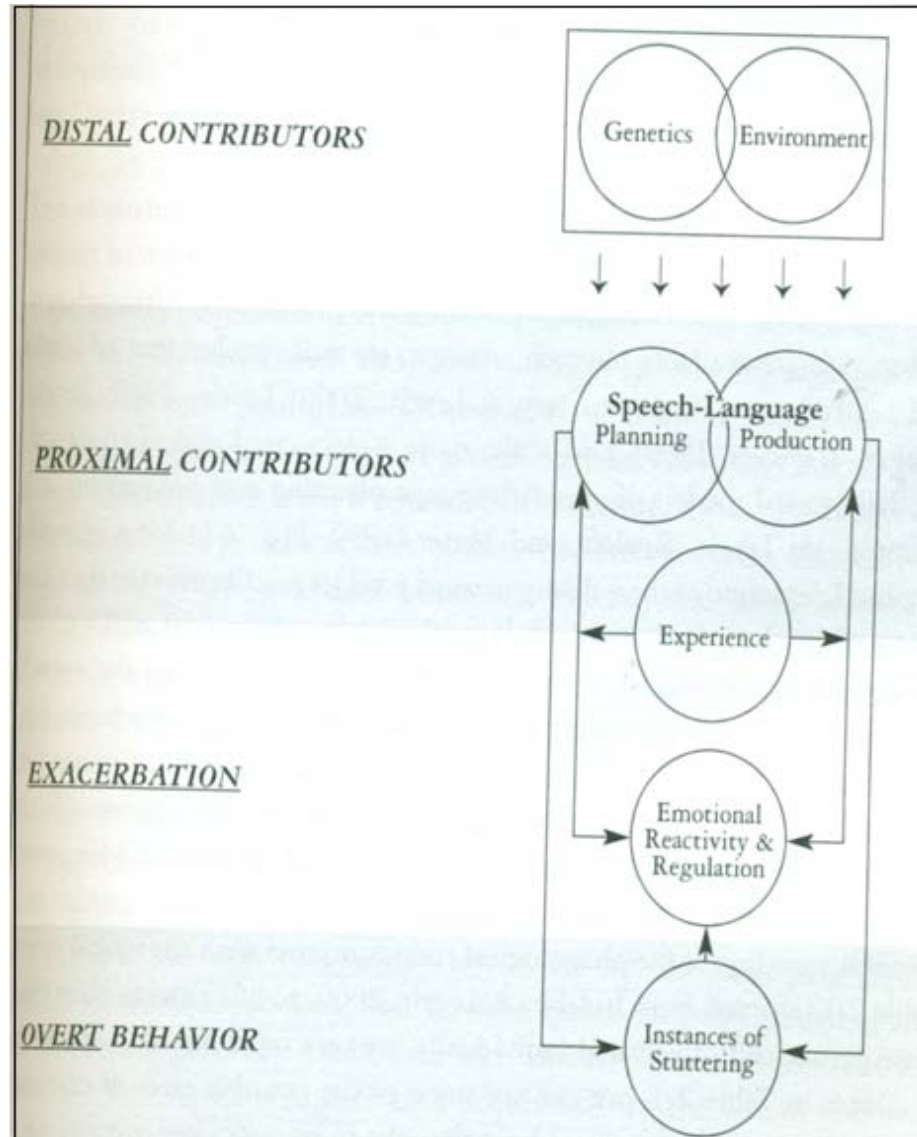 DISTAL CONTRIBUTORS
Genetics
Environment
Speech-Language
Planning
Production
PROXIMAL CONTRIBUTORS
Experience
EXACERBATION
Emotional
Reactivity &
Regulation
OVERT BEHAVIOR
Instances of
Stuttering